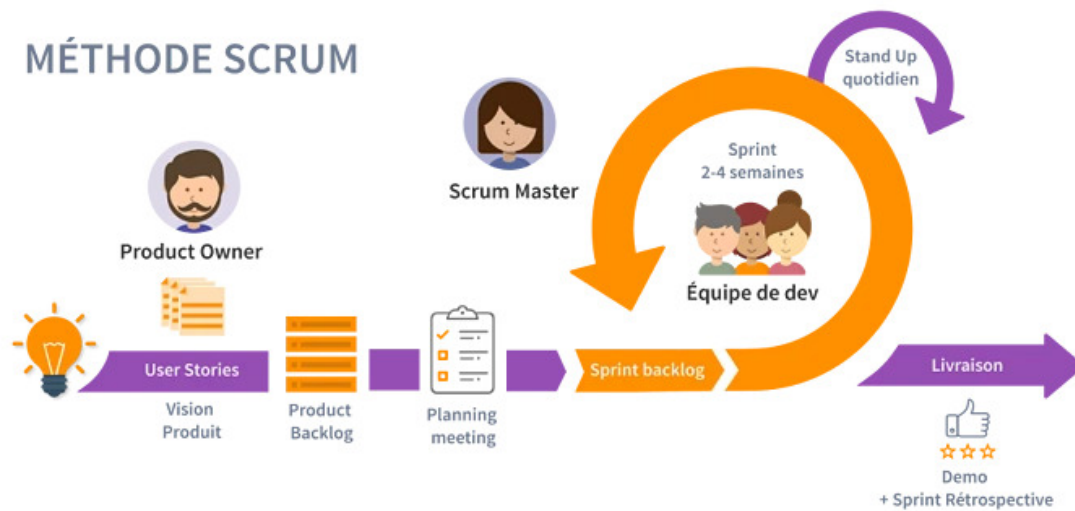 MÉTHODE SCRUM
Stand Up
quotidien
Sprint
2-4 semaines
Scrum Master
Product Owner
Équipe de dev
User Stories
Sprint backlog
Livraison
Vision
Produit
Product
Backlog
Planning
meeting
Demo
+ Sprint Rétrospective